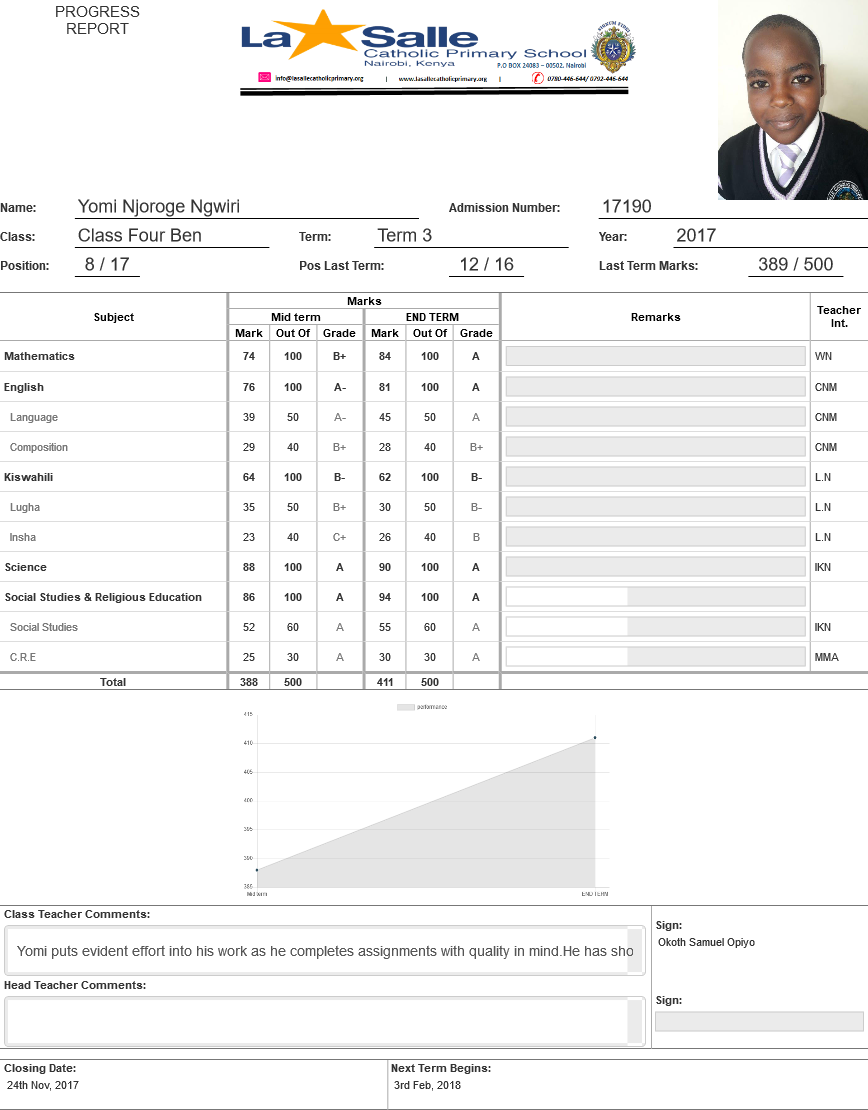 PROGRESS
REPORT
La Salle
Catholic Primary School
Nairobi, Kenya
P.O BOX 24083 – 00502, Nairobi
info@lasallecatholicprimary.org | www.lasallecatholicprimary.org | 0780-446-644/ 0792-446-644
Name: Yomi Njoroge Ngwiri Admission Number: 17190
Class: Class Four Ben Term: Term 3 Year: 2017
Position: 8 / 17 Pos Last Term: 12 / 16 Last Term Marks: 389 / 500
Subject Marks Remarks Teacher Int.
Mid term END TERM
Mark Out Of Grade Mark Out Of Grade
Mathematics 74 100 B+ 84 100 A WN
English 76 100 A- 81 100 A CNM
Language 39 50 A- 45 50 A CNM
Composition 29 40 B+ 28 40 B+ CNM
Kiswahili 64 100 B- 62 100 B- L.N
Lugha 35 50 B+ 30 50 B- L.N
Insha 23 40 C+ 26 40 B L.N
Science 88 100 A 90 100 A IKN
Social Studies & Religious Education 86 100 A 94 100 A
Social Studies 52 60 A 55 60 A IKN
C.R.E 25 30 A 30 30 A MMA
Total 388 500 411 500
performance
415
410
405
400
395
390
385
Mid term END TERM
Class Teacher Comments:
Yomi puts evident effort into his work as he completes assignments with quality in mind.He has sho
Sign:
Okoth Samuel Opiyo
Head Teacher Comments:
Sign:
Closing Date: Next Term Begins:
24th Nov, 2017 3rd Feb, 2018